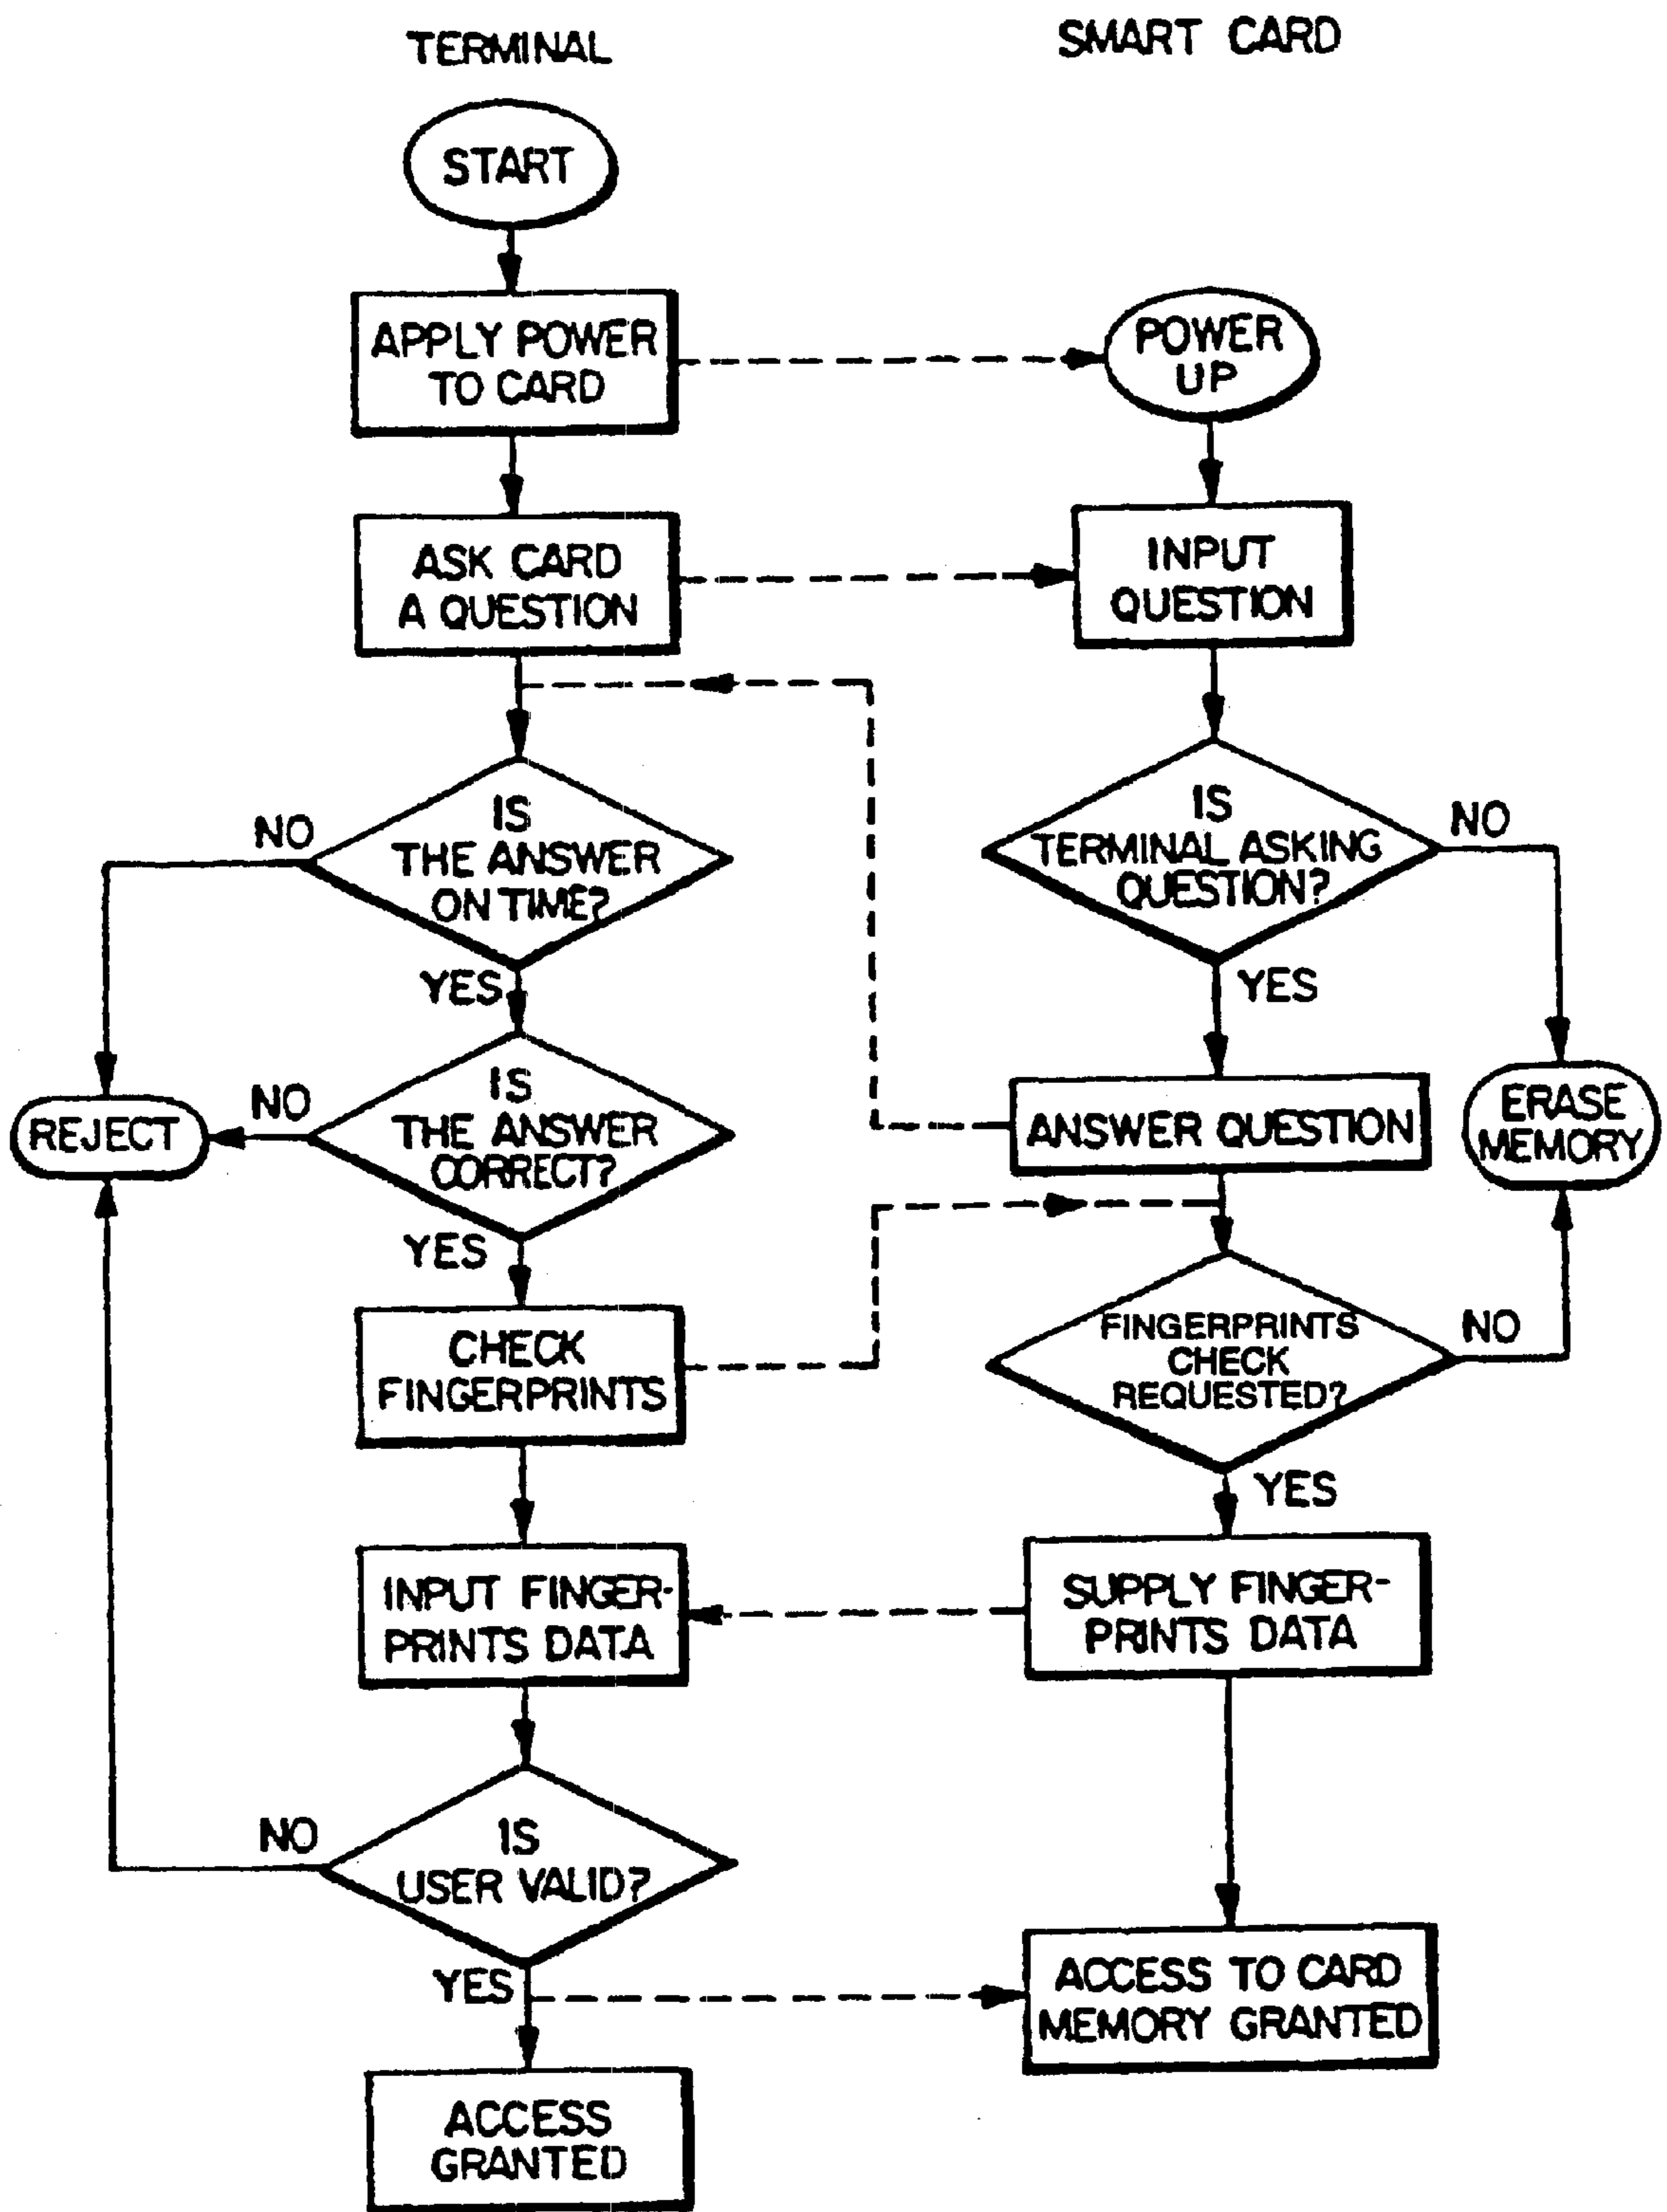 TERMINAL
SMART CARD
START
APPLY POWER
TO CARD
POWER
UP
ASK CARD
A QUESTION
INPUT
QUESTION
IS
THE ANSWER
ON TIME?
NO
YES
IS
TERMINAL ASKING
QUESTION?
NO
YES
REJECT
NO
IS
THE ANSWER
CORRECT?
YES
ANSWER QUESTION
ERASE
MEMORY
CHECK
FINGERPRINTS
FINGERPRINTS
CHECK
REQUESTED?
NO
YES
INPUT FINGER-
PRINTS DATA
SUPPLY FINGER-
PRINTS DATA
NO
IS
USER VALID?
YES
ACCESS TO CARD
MEMORY GRANTED
ACCESS
GRANTED